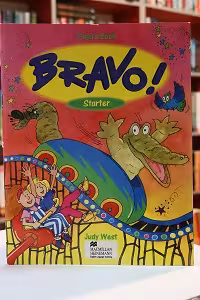 Pupil's Book
BRAVO!
Starter
Judy West
MACMILLAN
HEINEMANN